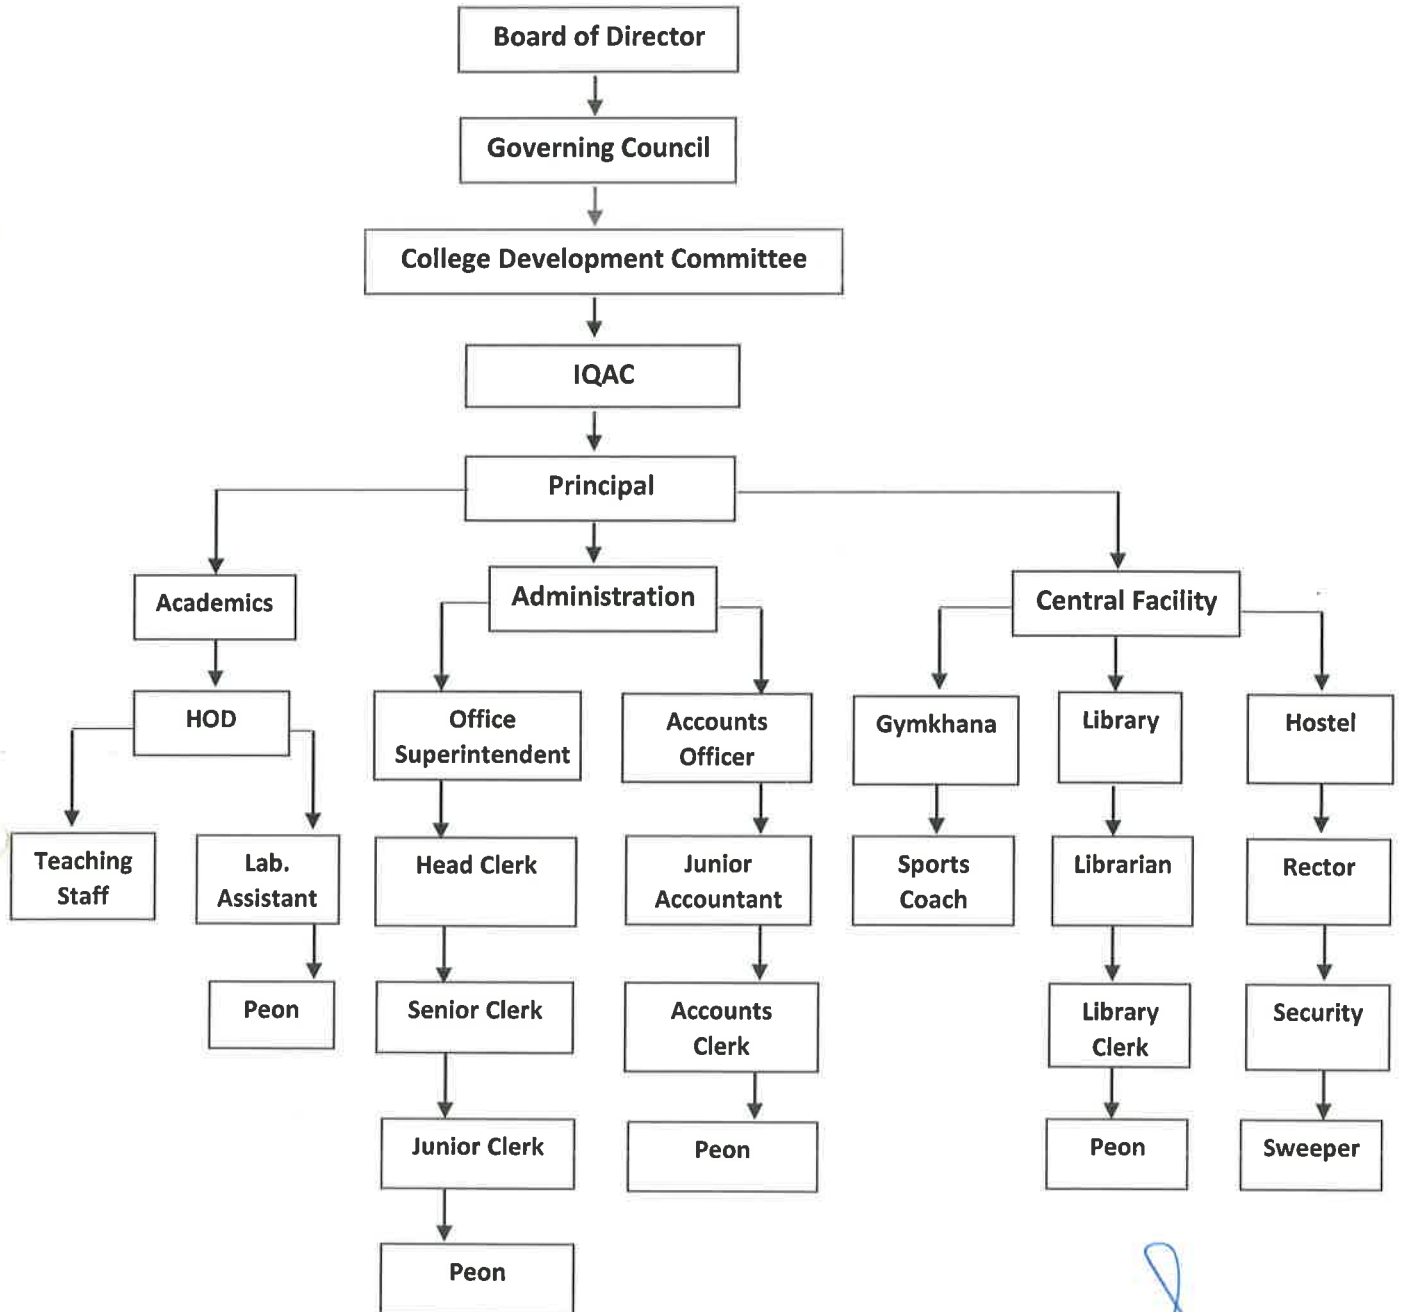 Board of Director
Governing Council
College Development Committee
IQAC
Principal
Academics
Administration
Central Facility
HOD
Office
Superintendent
Accounts
Officer
Gymkhana
Library
Hostel
Teaching
Staff
Lab.
Assistant
Head Clerk
Junior
Accountant
Sports
Coach
Librarian
Rector
Peon
Senior Clerk
Accounts
Clerk
Library
Clerk
Security
Junior Clerk
Peon
Peon
Sweeper
Peon